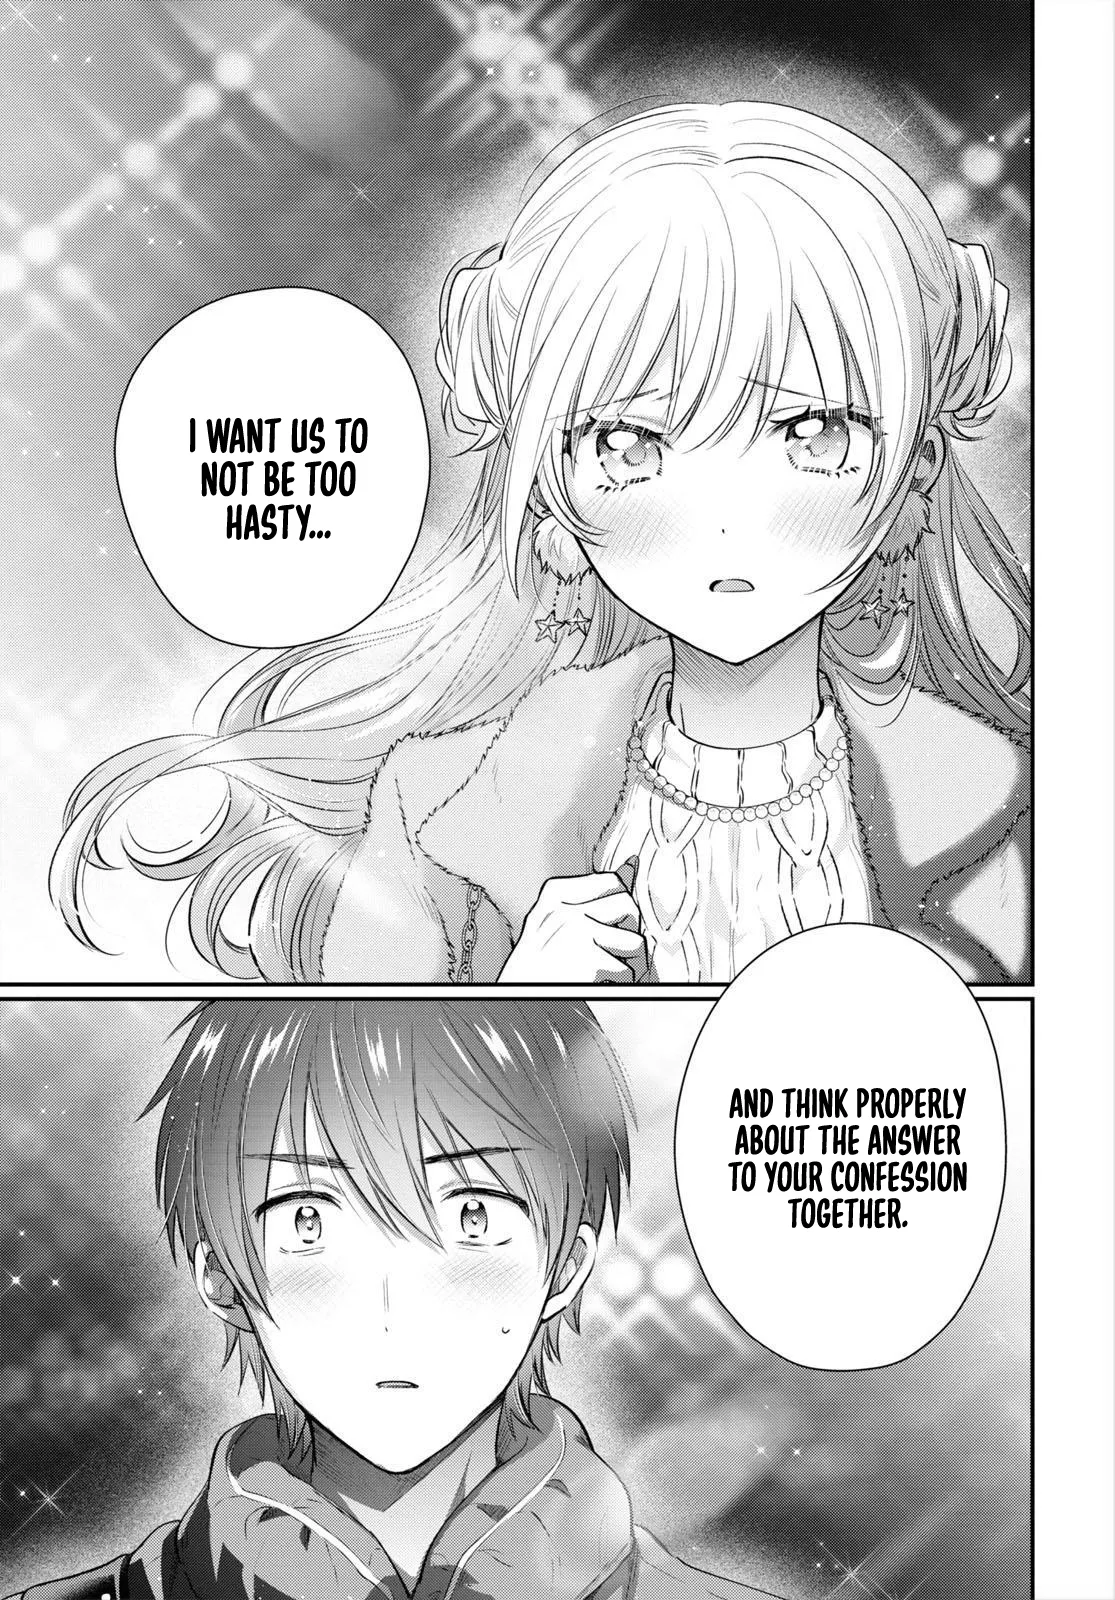 I WANT US TO
NOT BE TOO
HASTY...
AND THINK PROPERLY
ABOUT THE ANSWER
TO YOUR CONFESSION
TOGETHER.